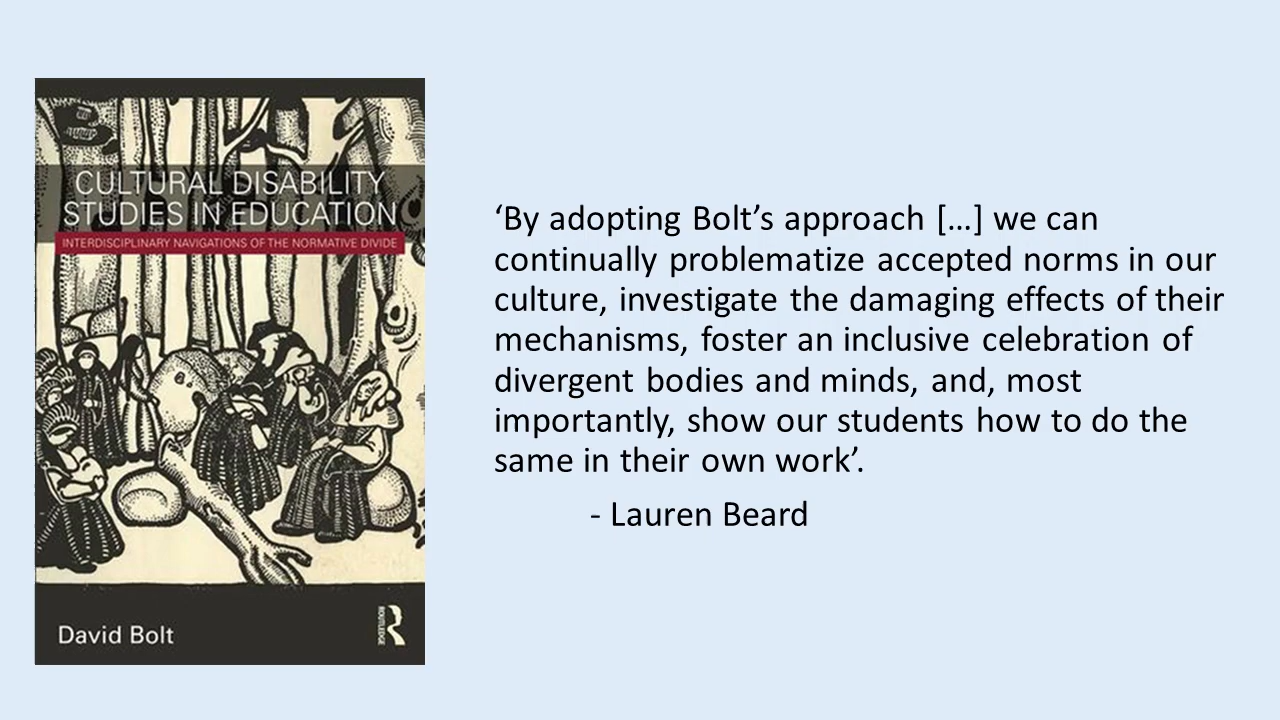 CULTURAL DISABILITY
STUDIES IN EDUCATION
INTERDISCIPLINARY NAVIGATIONS OF THE NORMATIVE DIVIDE
David Bolt
ROUTLEDGE
‘By adopting Bolt’s approach […] we can
continually problematize accepted norms in our
culture, investigate the damaging effects of their
mechanisms, foster an inclusive celebration of
divergent bodies and minds, and, most
importantly, show our students how to do the
same in their own work’.
- Lauren Beard